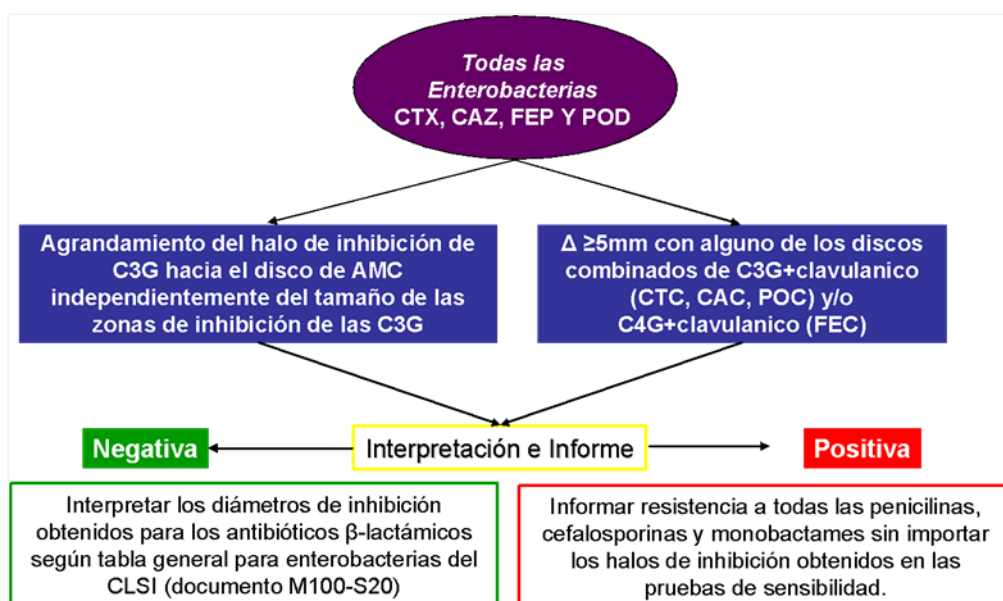 Todas las
Enterobacterias
CTX, CAZ, FEP Y POD
Agrandamiento del halo de inhibición de
C3G hacia el disco de AMC
independientemente del tamaño de las
zonas de inhibición de las C3G
Δ ≥5mm con alguno de los discos
combinados de C3G+clavulanico
(CTC, CAC, POC) y/o
C4G+clavulanico (FEC)
Negativa
Interpretación e Informe
Positiva
Interpretar los diámetros de inhibición
obtenidos para los antibióticos β-lactámicos
según tabla general para enterobacterias del
CLSI (documento M100-S20)
Informar resistencia a todas las penicilinas,
cefalosporinas y monobactames sin importar
los halos de inhibición obtenidos en las
pruebas de sensibilidad.